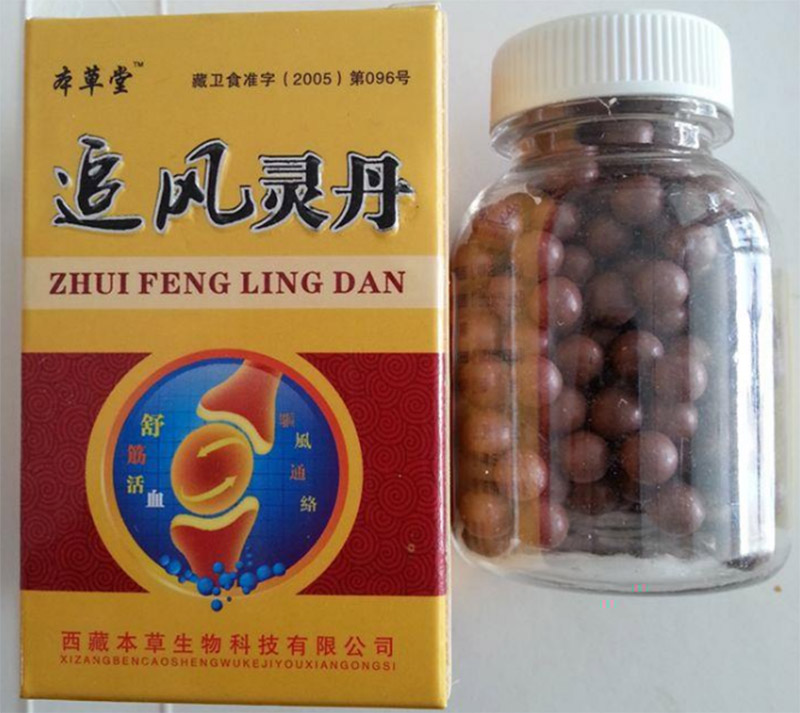 本草堂™
藏卫食准字(2005)第096号
追风灵丹
ZHUI FENG LING DAN
舒筋活血
風通络
西藏本草生物科技有限公司
XIZANGBENCAOSHENGWUKEJIYOUXIANGONGSI